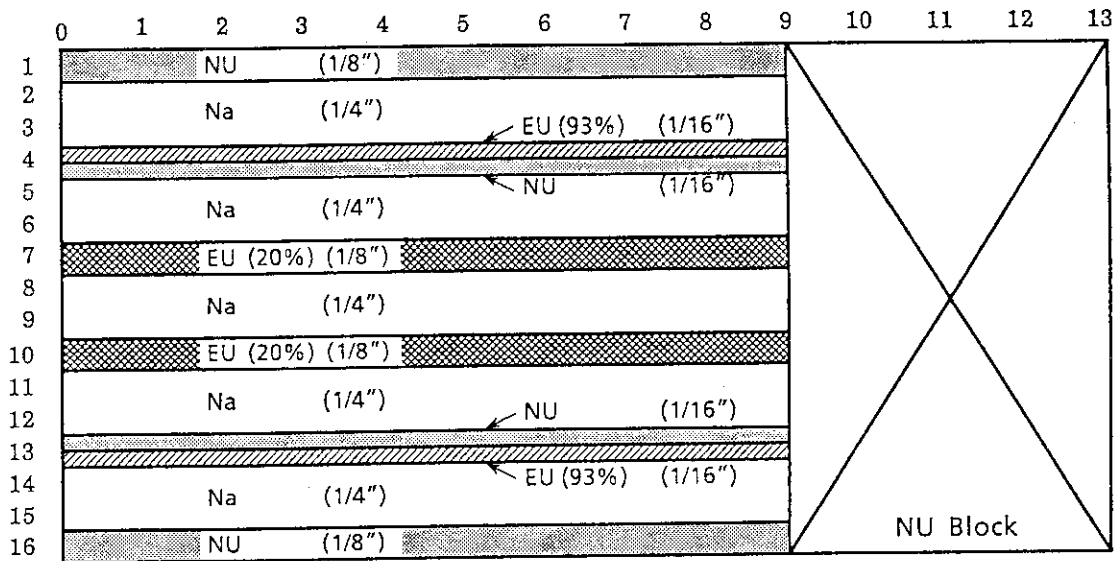 0 1 2 3 4 5 6 7 8 9 10 11 12 13
1 NU (1/8″)
2 Na (1/4″)
3 EU (93%) (1/16″)
4
5 NU (1/16″)
6 Na (1/4″)
7 EU (20%) (1/8″)
8
9 Na (1/4″)
10 EU (20%) (1/8″)
11
12 Na (1/4″) NU (1/16″)
13
14 EU (93%) (1/16″)
15 Na (1/4″)
16 NU (1/8″) NU Block